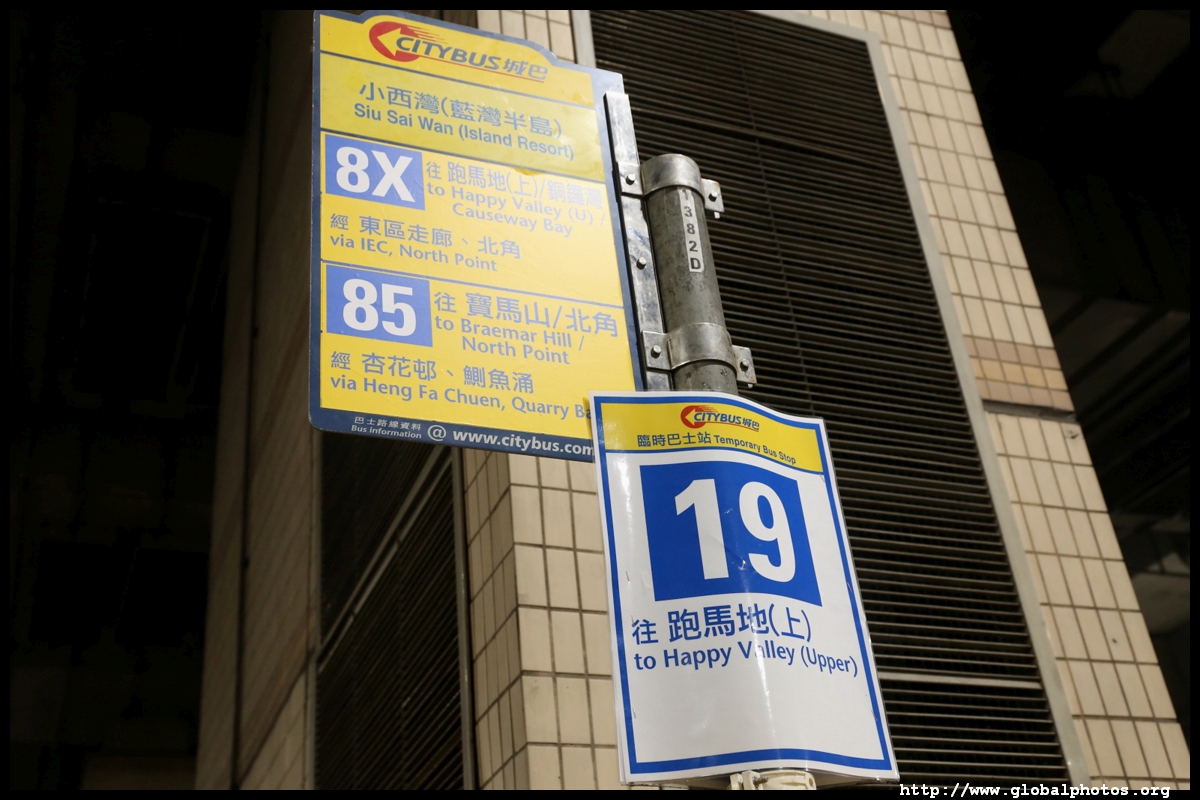 CITYBUS 城巴
小西灣(藍灣半島)
Siu Sai Wan (Island Resort)
8X
往 跑馬地(上)/銅鑼灣
to Happy Valley (U) /
Causeway Bay
經 東區走廊、北角
via IEC, North Point
85
往 寶馬山/北角
to Braemar Hill /
North Point
經 杏花邨、鰂魚涌
via Heng Fa Chuen, Quarry
巴士路線資料
Bus information @ www.citybus.com
1382D
CITYBUS 城巴
臨時巴士站 Temporary Bus Stop
19
往 跑馬地(上)
to Happy Valley (Upper)
http://www.globalphotos.org